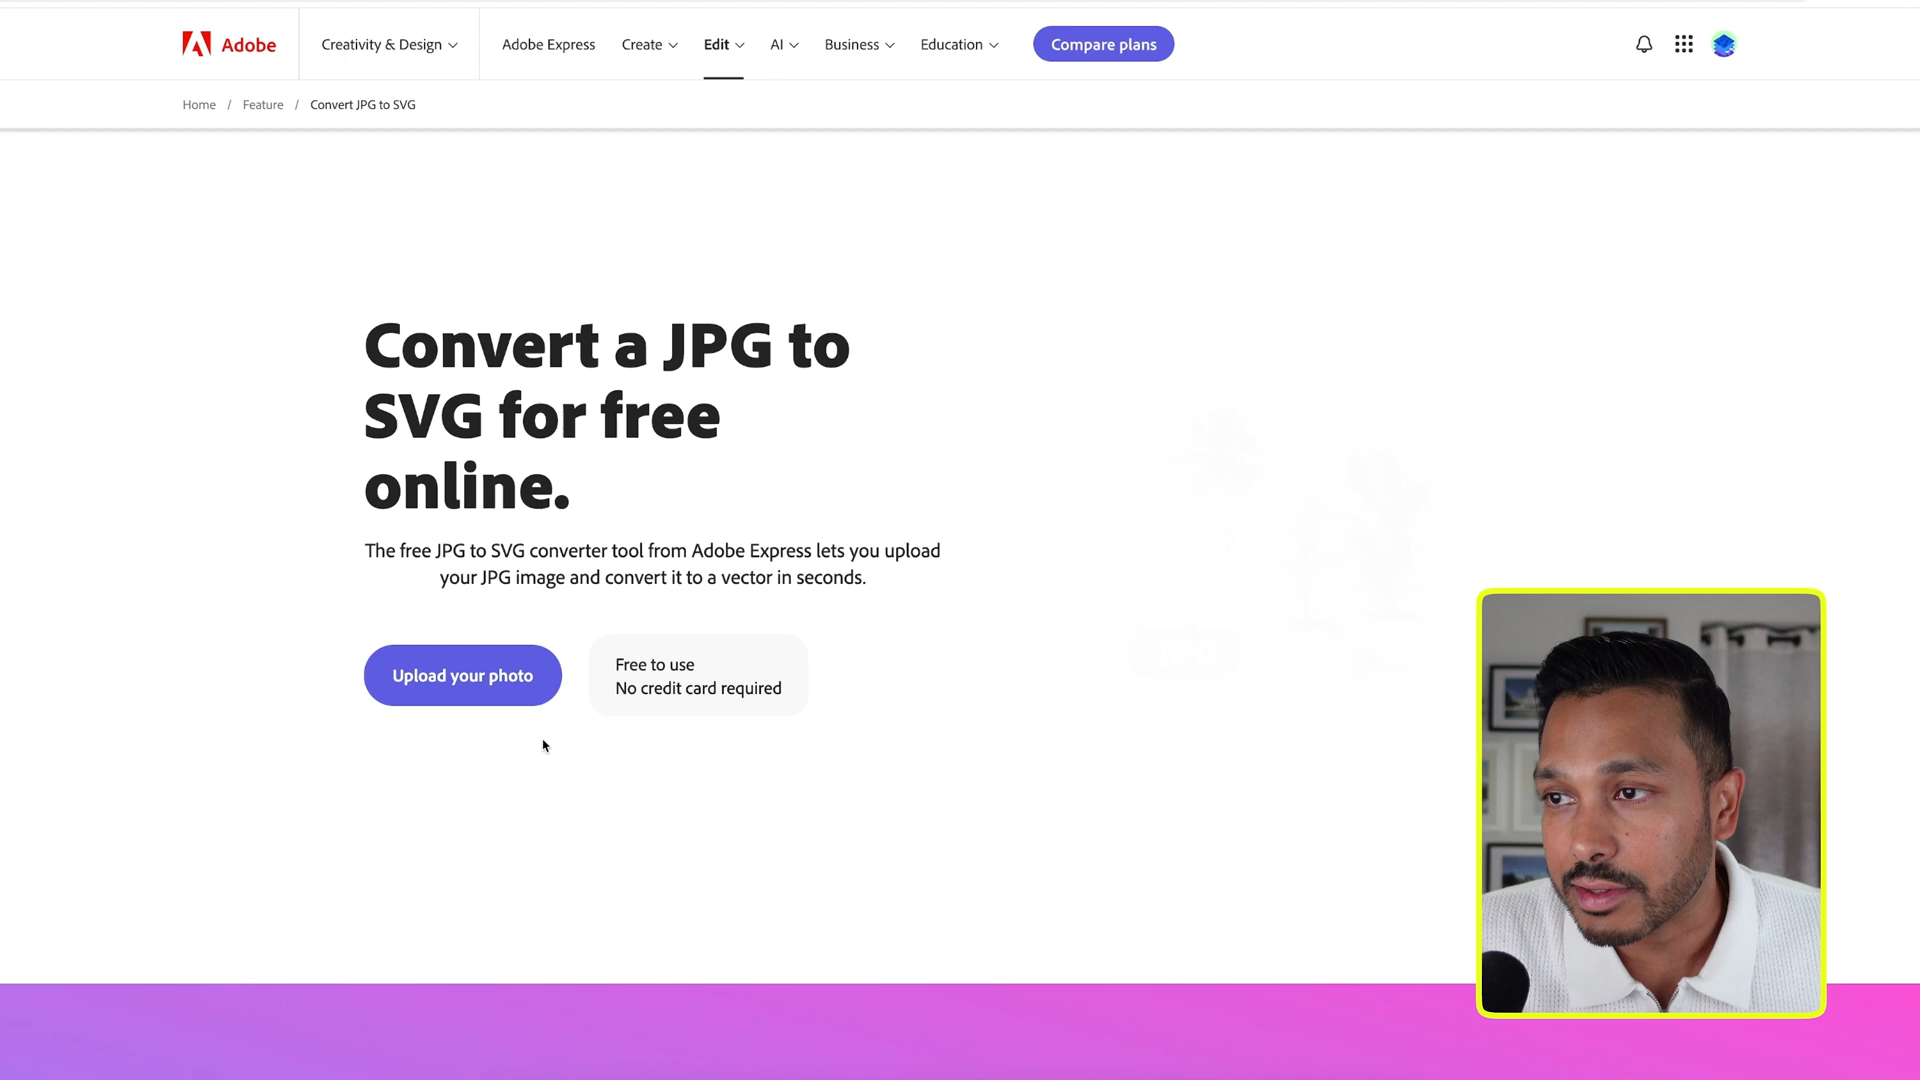 Adobe
Creativity & Design
Adobe Express
Create
Edit
AI
Business
Education
Compare plans
Home / Feature / Convert JPG to SVG
Convert a JPG to
SVG for free
online.
The free JPG to SVG converter tool from Adobe Express lets you upload
your JPG image and convert it to a vector in seconds.
Upload your photo
Free to use
No credit card required